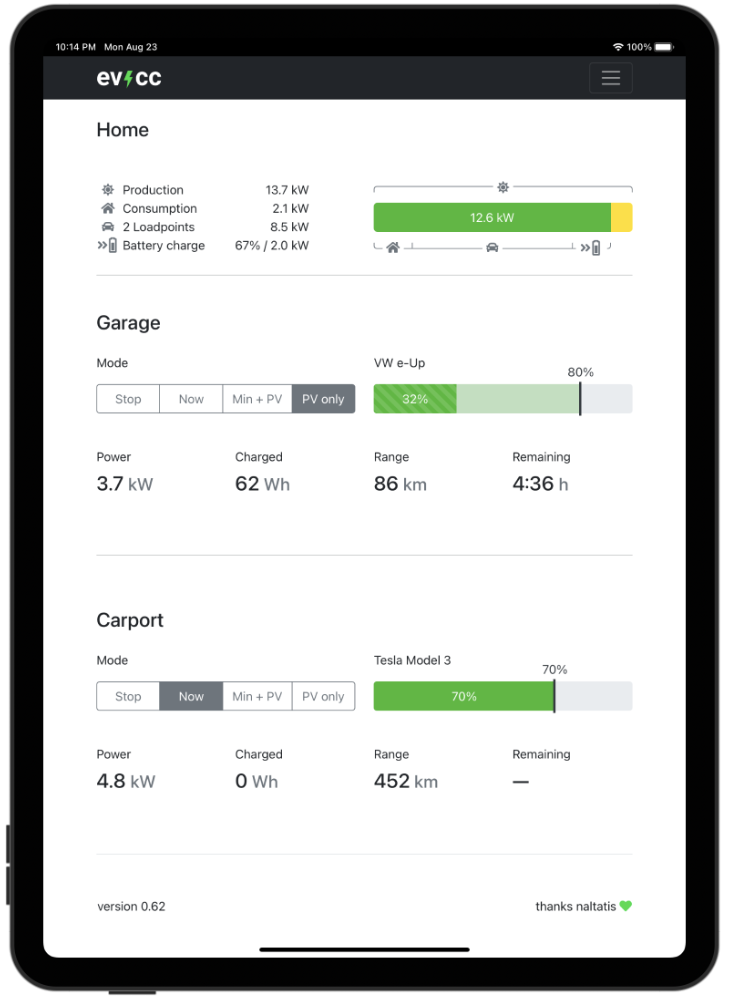 10:14 PM Mon Aug 23 100%
evcc
Home
Production 13.7 kW
Consumption 2.1 kW
2 Loadpoints 8.5 kW
Battery charge 67% / 2.0 kW
12.6 kW
Garage
Mode
Stop Now Min + PV PV only
VW e-Up
80%
32%
Power Charged Range Remaining
3.7 kW 62 Wh 86 km 4:36 h
Carport
Mode
Stop Now Min + PV PV only
Tesla Model 3
70%
70%
Power Charged Range Remaining
4.8 kW 0 Wh 452 km —
version 0.62 thanks naltatis